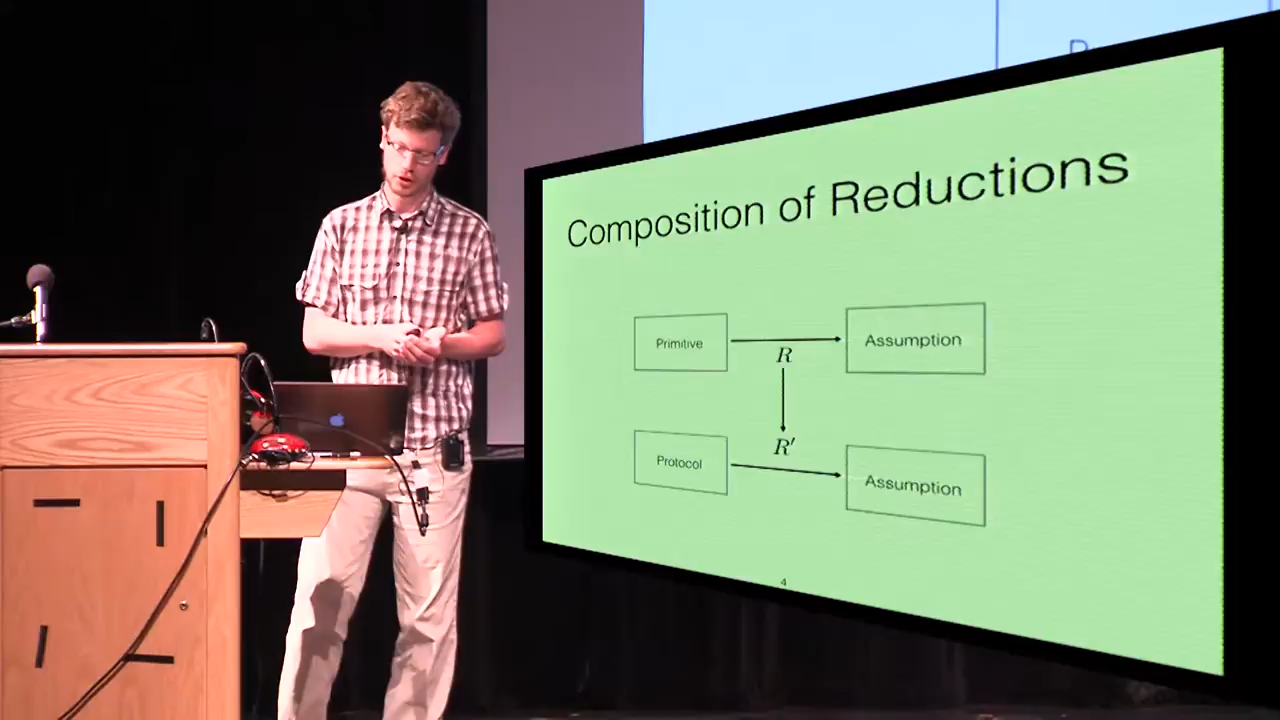 Composition of Reductions
Primitive
R
Assumption
R′
Protocol
Assumption
4